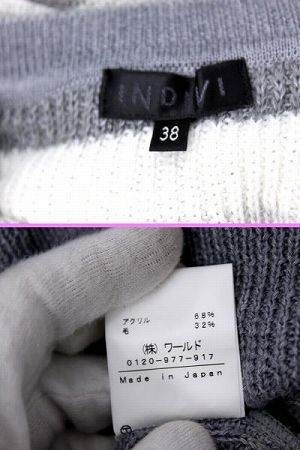 INDIVI
38
アクリル 68%
毛 32%
(株) ワールド
0120-977-917
Made in Japan